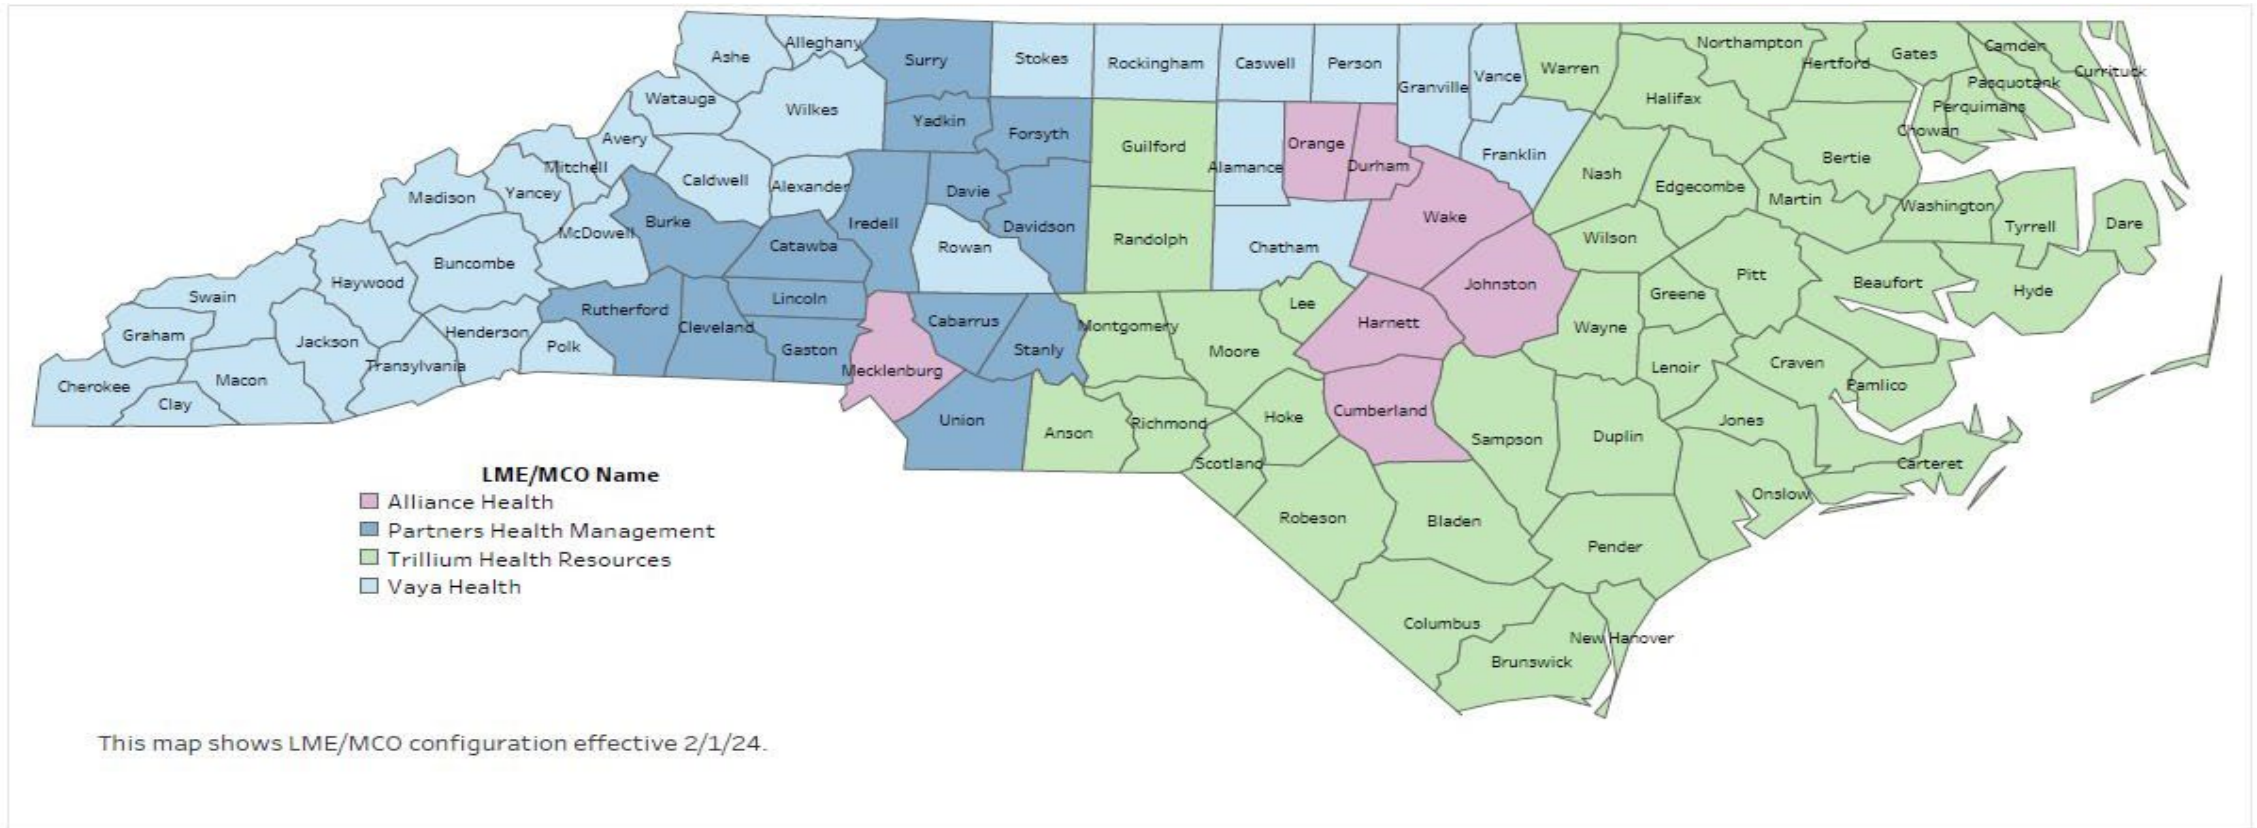 Ashe
Alleghany
Surry
Stokes
Rockingham
Caswell
Person
Granville
Vance
Warren
Northampton
Hertford
Gates
Camden
Currituck
Pasquotank
Perquimans
Chowan
Halifax
Watauga
Wilkes
Yadkin
Forsyth
Guilford
Alamance
Orange
Durham
Franklin
Nash
Edgecombe
Bertie
Martin
Washington
Tyrrell
Dare
Avery
Mitchell
Yancey
Madison
Caldwell
Alexander
Iredell
Davie
Davidson
Randolph
Chatham
Wake
Wilson
Pitt
Beaufort
Hyde
McDowell
Burke
Catawba
Rowan
Buncombe
Haywood
Swain
Graham
Jackson
Henderson
Transylvania
Polk
Rutherford
Cleveland
Lincoln
Gaston
Mecklenburg
Cabarrus
Stanly
Montgomery
Moore
Lee
Harnett
Johnston
Wayne
Greene
Lenoir
Craven
Pamlico
Cherokee
Clay
Macon
Union
Anson
Richmond
Scotland
Hoke
Cumberland
Sampson
Duplin
Jones
Onslow
Carteret
Robeson
Bladen
Pender
Columbus
Brunswick
New Hanover
LME/MCO Name
Alliance Health
Partners Health Management
Trillium Health Resources
Vaya Health
This map shows LME/MCO configuration effective 2/1/24.